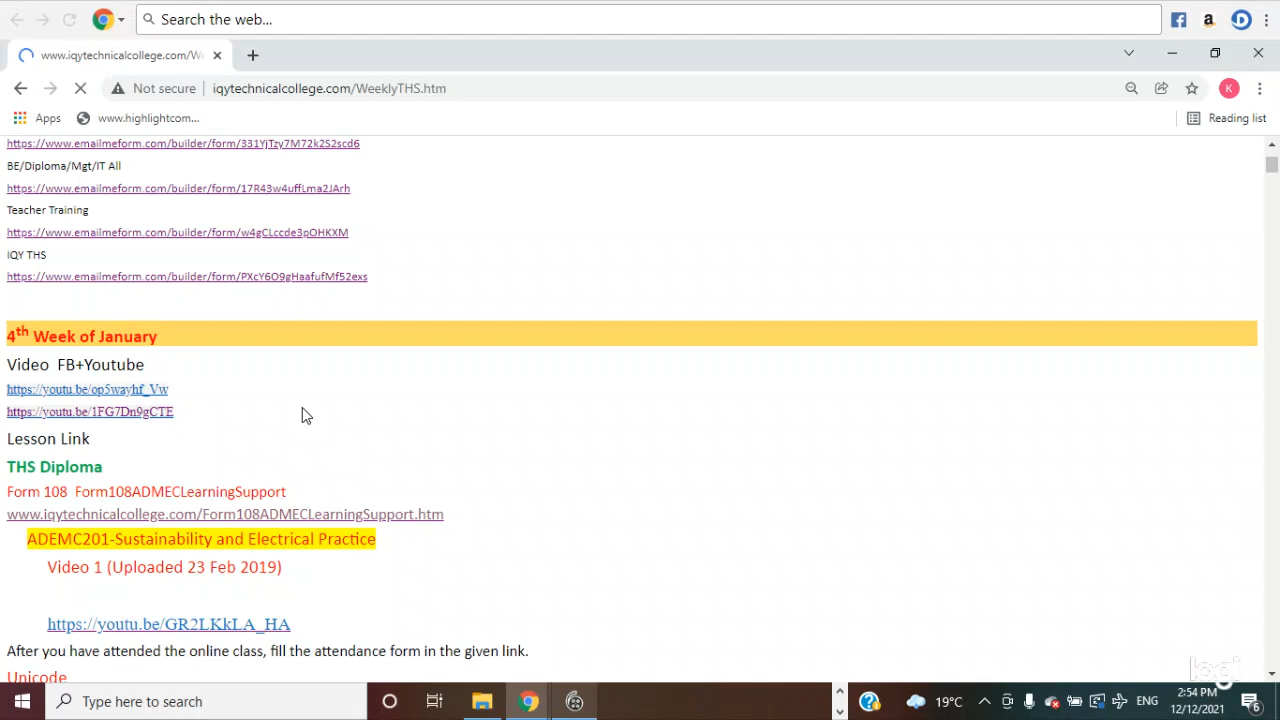 Search the web...
www.iqytechnicalcollege.com/We
Not secure iqytechnicalcollege.com/WeeklyTHS.htm
K
Apps www.highlightcom... Reading list
https://www.emailmeform.com/builder/form/331YjTzy7M72k2S2scd6
BE/Diploma/Mgt/IT All
https://www.emailmeform.com/builder/form/17R43w4uffLma2JArh
Teacher Training
https://www.emailmeform.com/builder/form/w4gCLccde3pOHKXM
IQY THS
https://www.emailmeform.com/builder/form/PXcY6O9gHaafufMf52exs
4th Week of January
Video FB+Youtube
https://youtu.be/op5wayhf_Vw
https://youtu.be/1FG7Dn9gCTE
Lesson Link
THS Diploma
Form 108 Form108ADMECLearningSupport
www.iqytechnicalcollege.com/Form108ADMECLearningSupport.htm
ADEMC201-Sustainability and Electrical Practice
Video 1 (Uploaded 23 Feb 2019)
https://youtu.be/GR2LKkLA_HA
After you have attended the online class, fill the attendance form in the given link.
Unicode
Type here to search
19°C
ENG
2:54 PM
12/12/2021
6